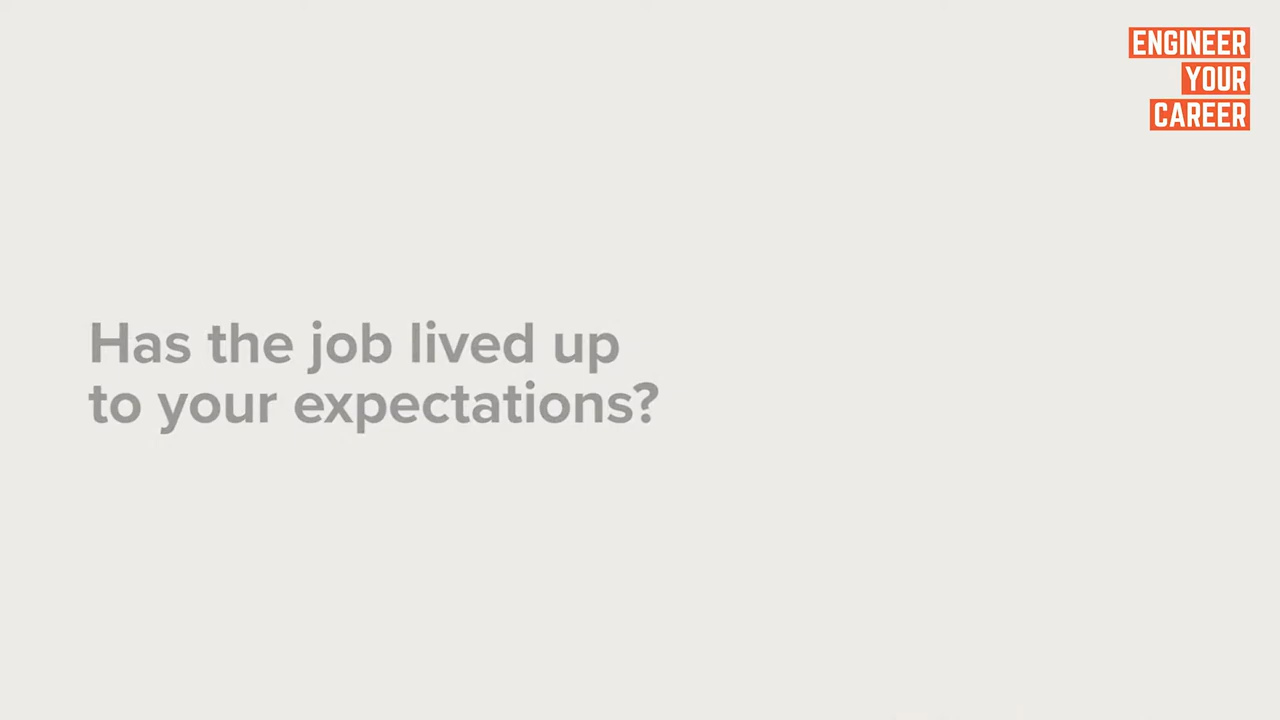 ENGINEER
YOUR
CAREER
Has the job lived up
to your expectations?